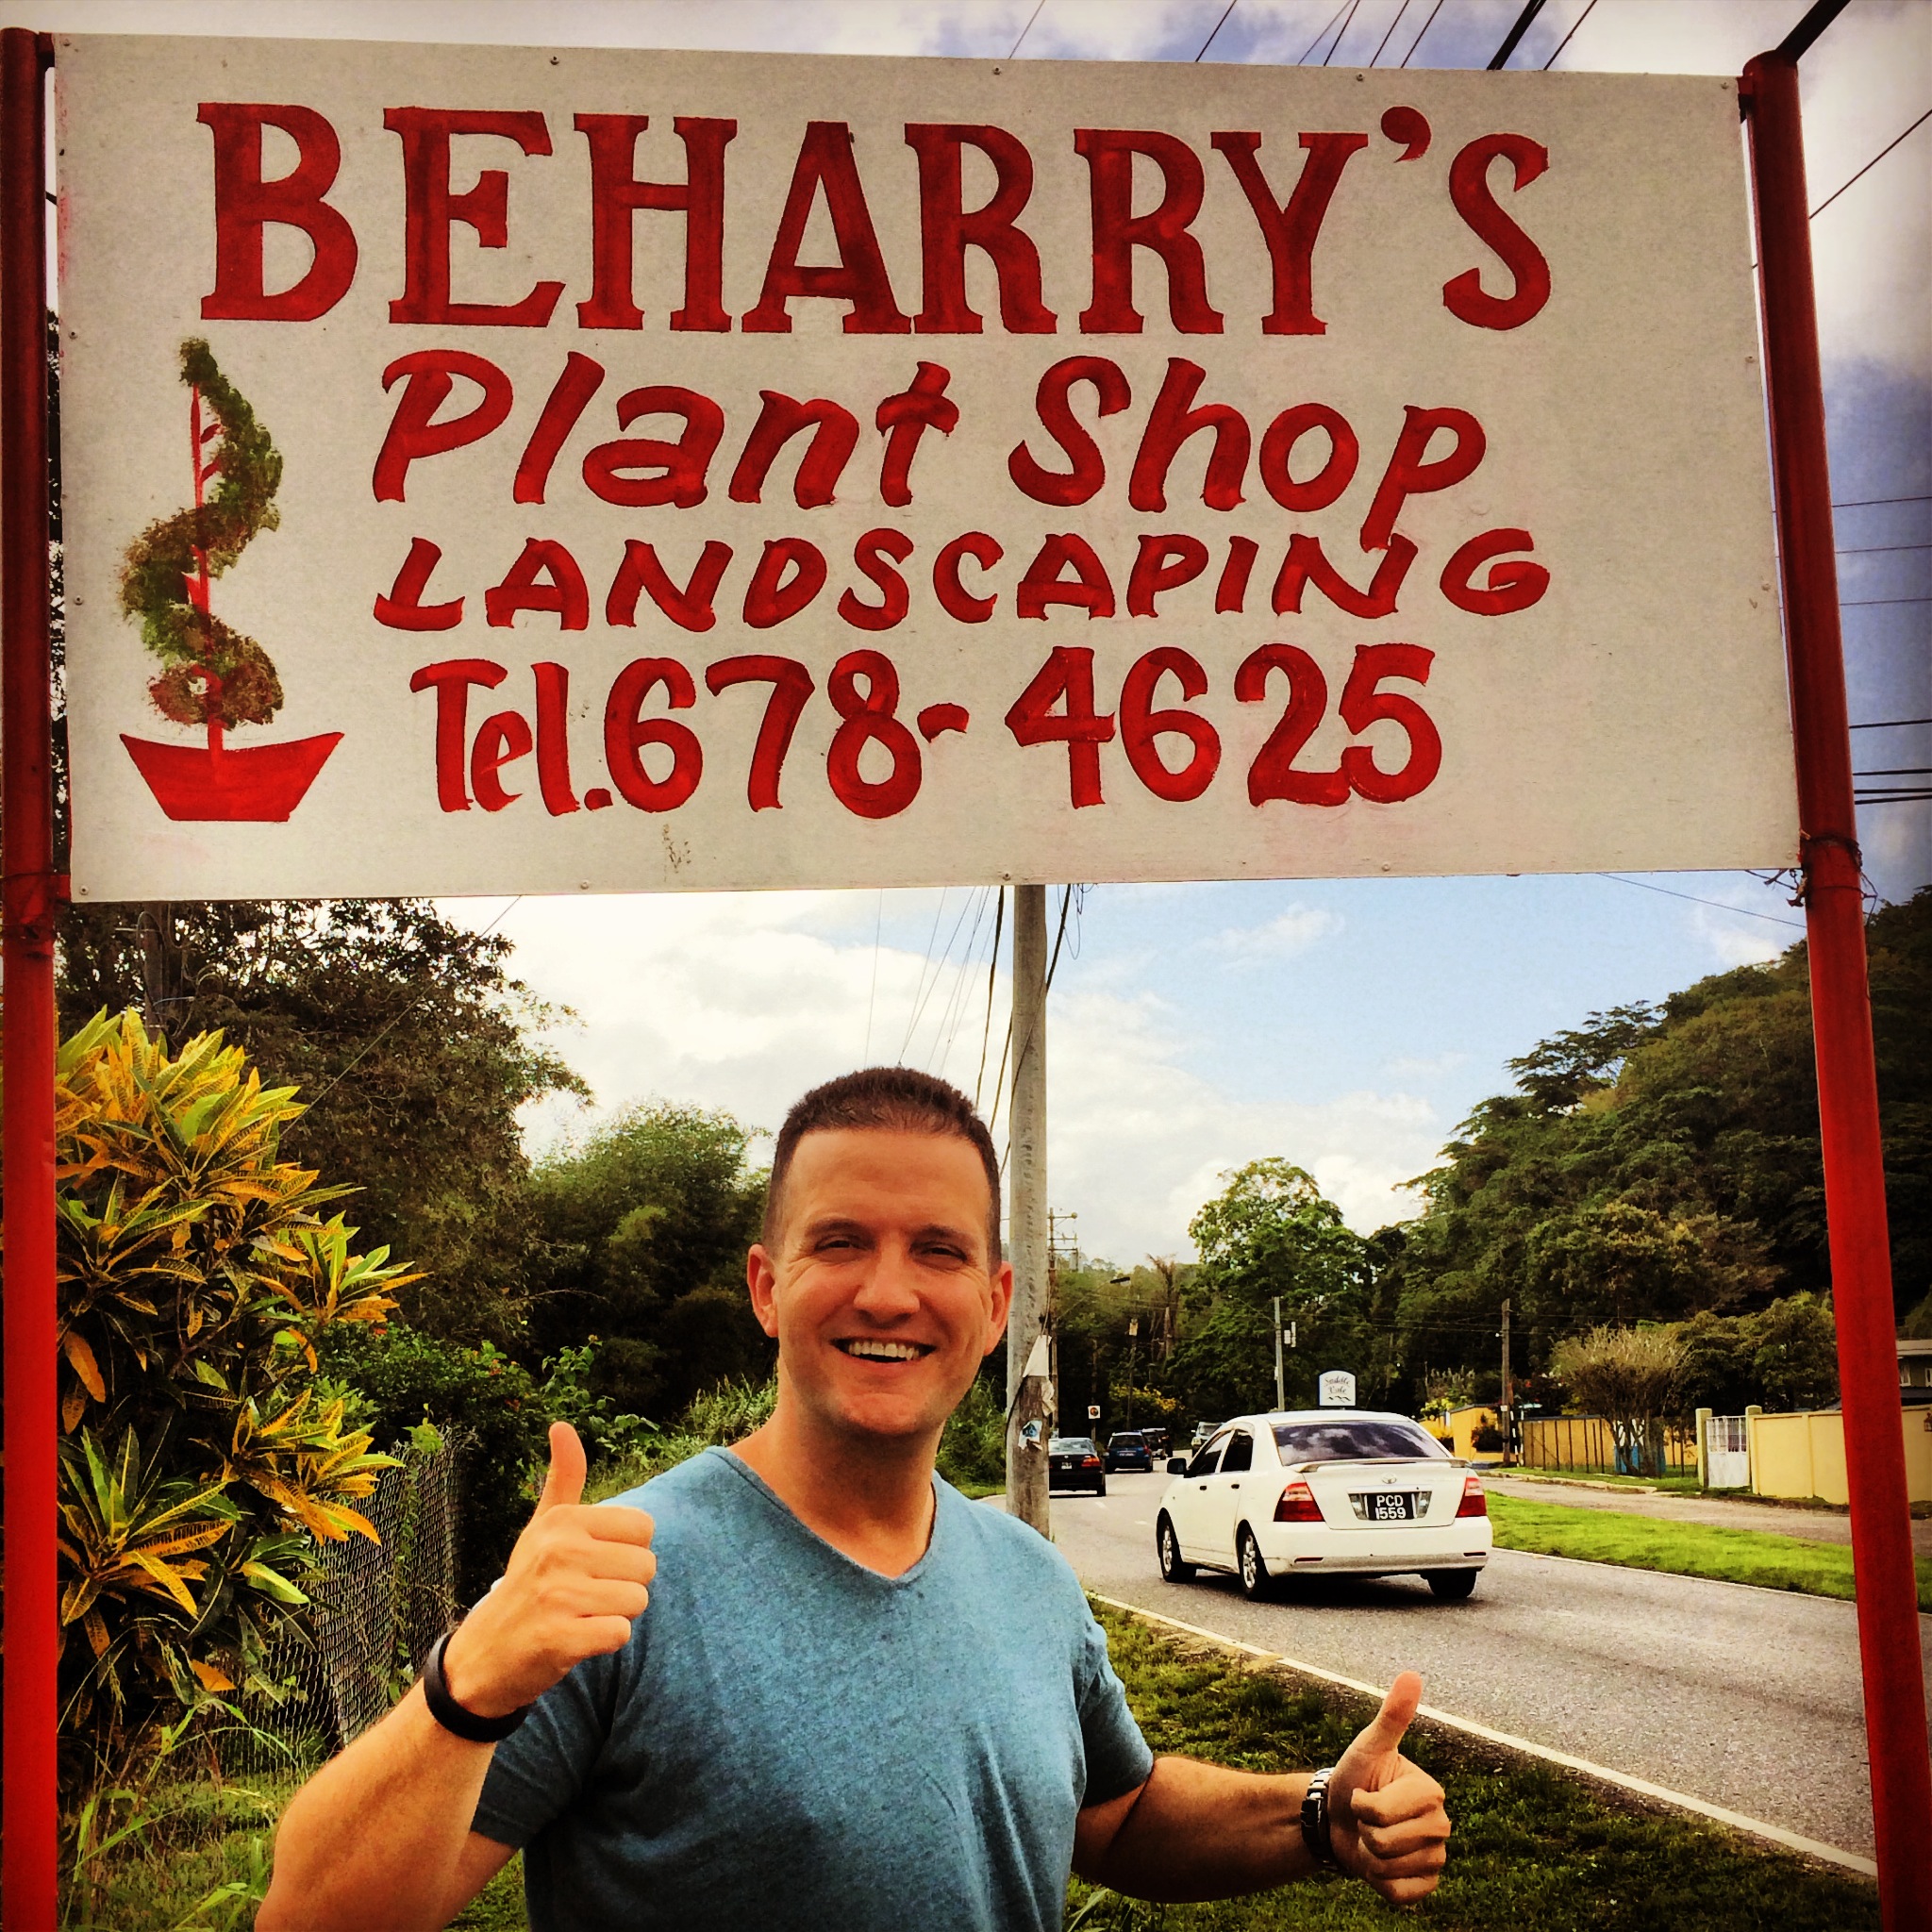 BEHARRY'S
Plant Shop
LANDSCAPING
Tel.678-4625
PCD
1559